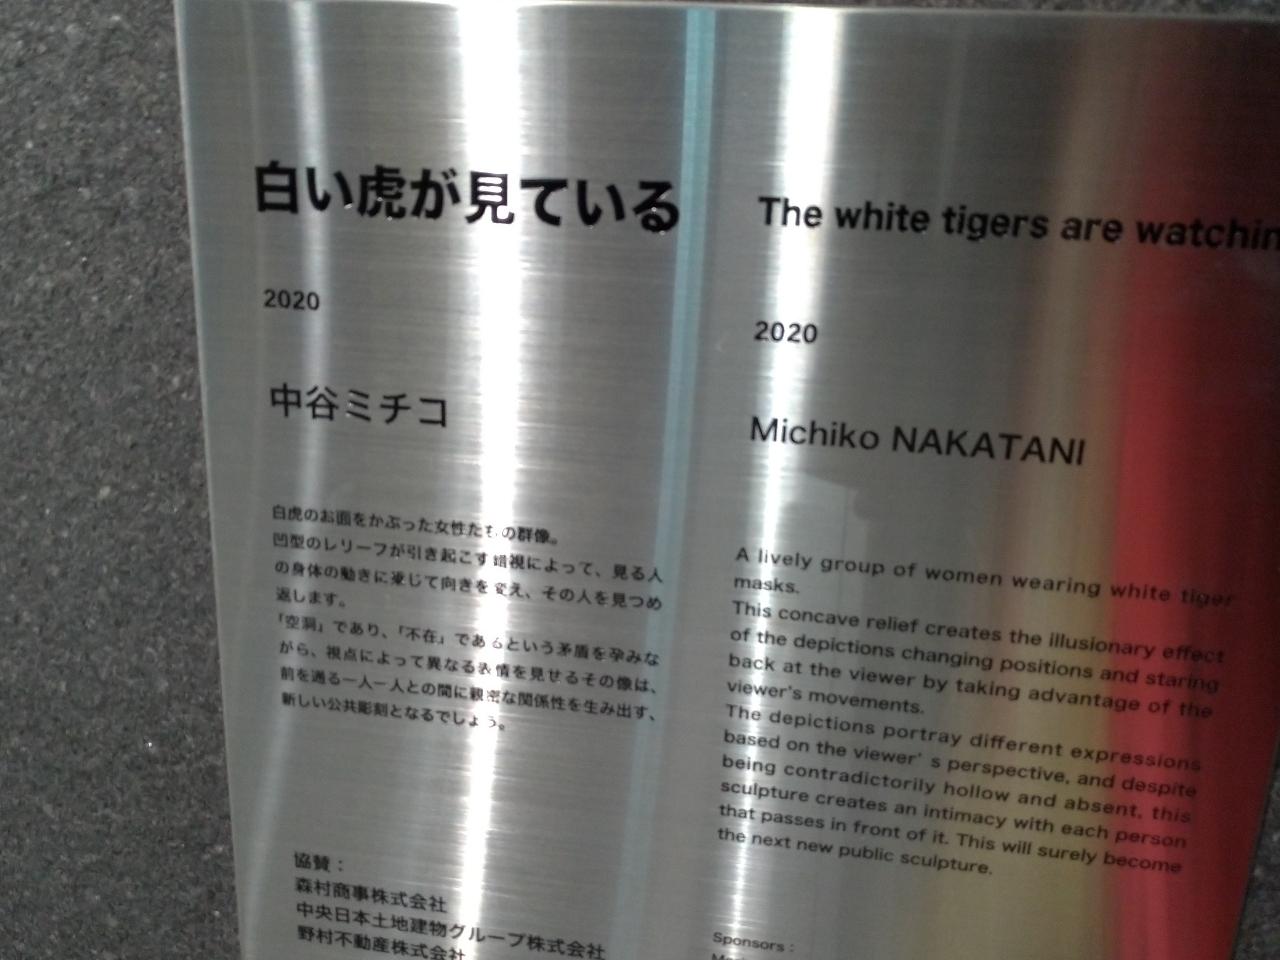 白い虎が見ている
2020
中谷ミチコ
白虎のお面をかぶった女性たちの群像。
凹型のレリーフが引き起こす錯視によって、見る人
の身体の動きに応じて向きを変え、その人を見つめ
返します。
「空洞」であり、「不在」であるという矛盾を孕みな
がら、視点によって異なる表情を見せるその像は、
前を通る一人一人との間に親密な関係性を生み出す、
新しい公共彫刻となるでしょう。
協賛:
森村商事株式会社
中央日本土地建物グループ株式会社
野村不動産株式会社
The white tigers are watchin
2020
Michiko NAKATANI
A lively group of women wearing white tiger
masks.
This concave relief creates the illusionary effect
of the depictions changing positions and staring
back at the viewer by taking advantage of the
viewer's movements.
The depictions portray different expressions
based on the viewer' s perspective, and despite
being contradictorily hollow and absent, this
sculpture creates an intimacy with each person
that passes in front of it. This will surely become
the next new public sculpture.
Sponsors :